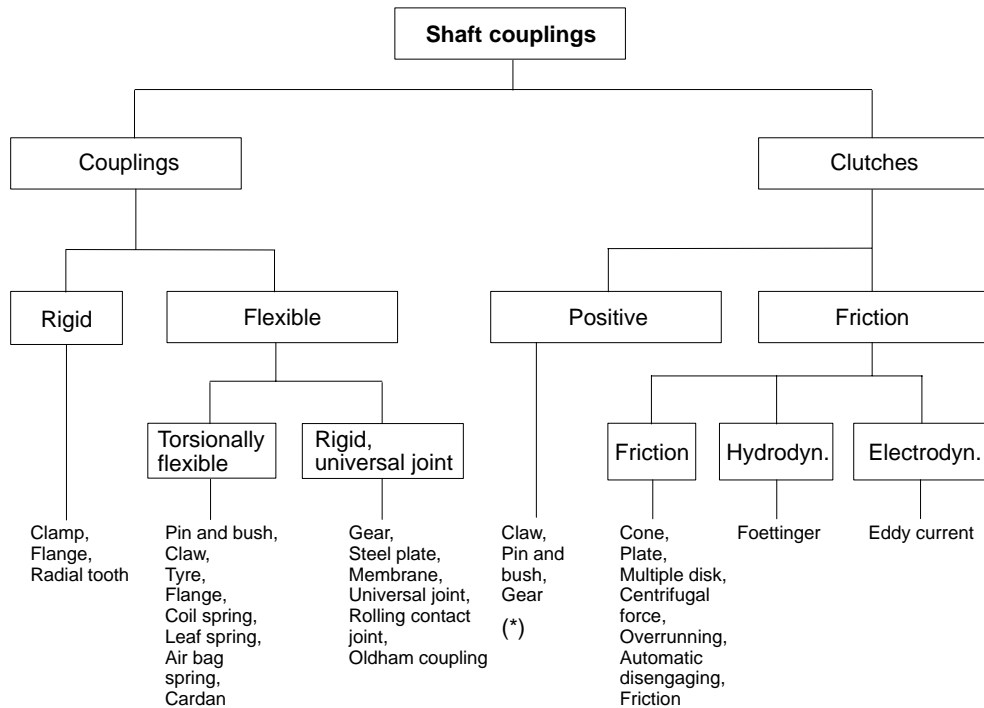 Shaft couplings
Couplings
Clutches
Rigid
Flexible
Positive
Friction
Torsionally
flexible
Rigid,
universal joint
Friction
Hydrodyn.
Electrodyn.
Clamp,
Flange,
Radial tooth
Pin and bush,
Claw,
Tyre,
Flange,
Coil spring,
Leaf spring,
Air bag
spring,
Cardan
Gear,
Steel plate,
Membrane,
Universal joint,
Rolling contact
joint,
Oldham coupling
Claw,
Pin and
bush,
Gear
(*)
Cone,
Plate,
Multiple disk,
Centrifugal
force,
Overrunning,
Automatic
disengaging,
Friction
Foettinger
Eddy current